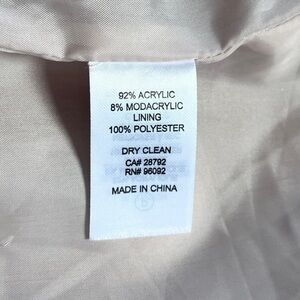 92% ACRYLIC
8% MODACRYLIC
LINING
100% POLYESTER
DRY CLEAN
CA# 28792
RN# 96092
MADE IN CHINA